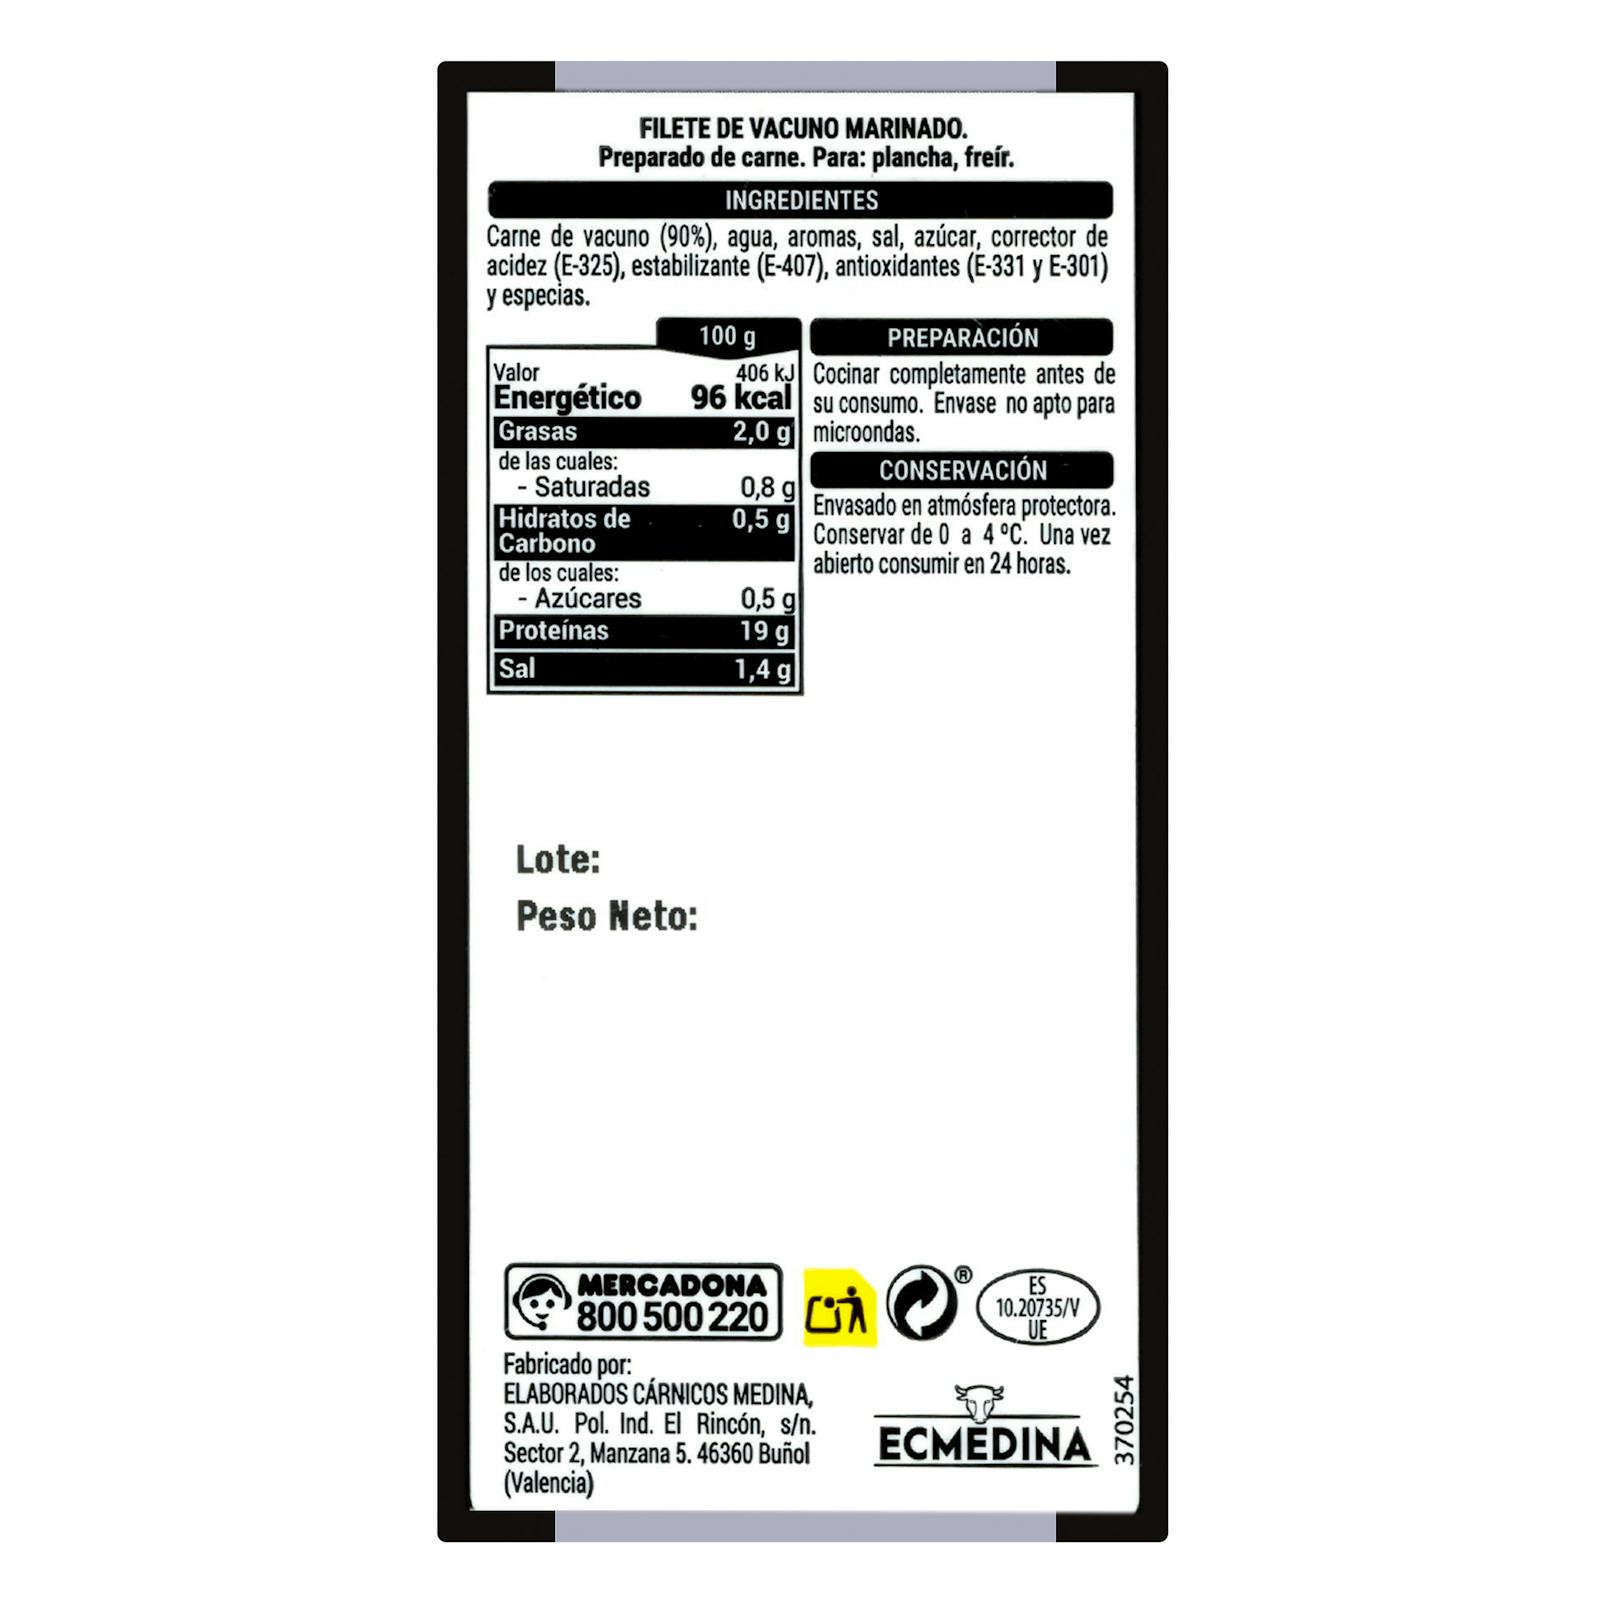 FILETE DE VACUNO MARINADO.
Preparado de carne. Para: plancha, freír.
INGREDIENTES
Carne de vacuno (90%), agua, aromas, sal, azúcar, corrector de
acidez (E-325), estabilizante (E-407), antioxidantes (E-331 y E-301)
y especias.
100 g
Valor 406 kJ
Energético 96 kcal
Grasas 2,0 g
de las cuales:
- Saturadas 0,8 g
Hidratos de 0,5 g
Carbono
de los cuales:
- Azúcares 0,5 g
Proteínas 19 g
Sal 1,4 g
PREPARACIÓN
Cocinar completamente antes de
su consumo. Envase no apto para
microondas.
CONSERVACIÓN
Envasado en atmósfera protectora.
Conservar de 0 a 4 ºC. Una vez
abierto consumir en 24 horas.
Lote:
Peso Neto:
MERCADONA
800 500 220
®
ES
10.20735/V
UE
Fabricado por:
ELABORADOS CÁRNICOS MEDINA,
S.A.U. Pol. Ind. El Rincón, s/n.
Sector 2, Manzana 5. 46360 Buñol
(Valencia)
ECMEDINA
370254